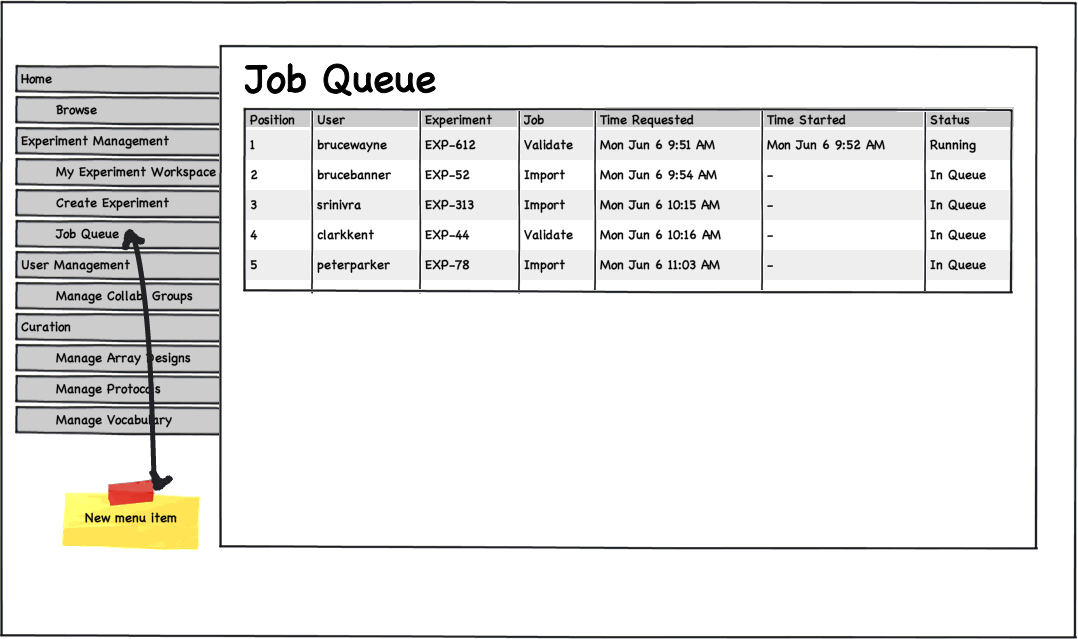 Home
Browse
Experiment Management
My Experiment Workspace
Create Experiment
Job Queue
User Management
Manage Collab Groups
Curation
Manage Array Designs
Manage Protocols
Manage Vocabulary
New menu item
Job Queue
Position User Experiment Job Time Requested Time Started Status
1 brucewayne EXP-612 Validate Mon Jun 6 9:51 AM Mon Jun 6 9:52 AM Running
2 brucebanner EXP-52 Import Mon Jun 6 9:54 AM - In Queue
3 srinivra EXP-313 Import Mon Jun 6 10:15 AM - In Queue
4 clarkkent EXP-44 Validate Mon Jun 6 10:16 AM - In Queue
5 peterparker EXP-78 Import Mon Jun 6 11:03 AM - In Queue